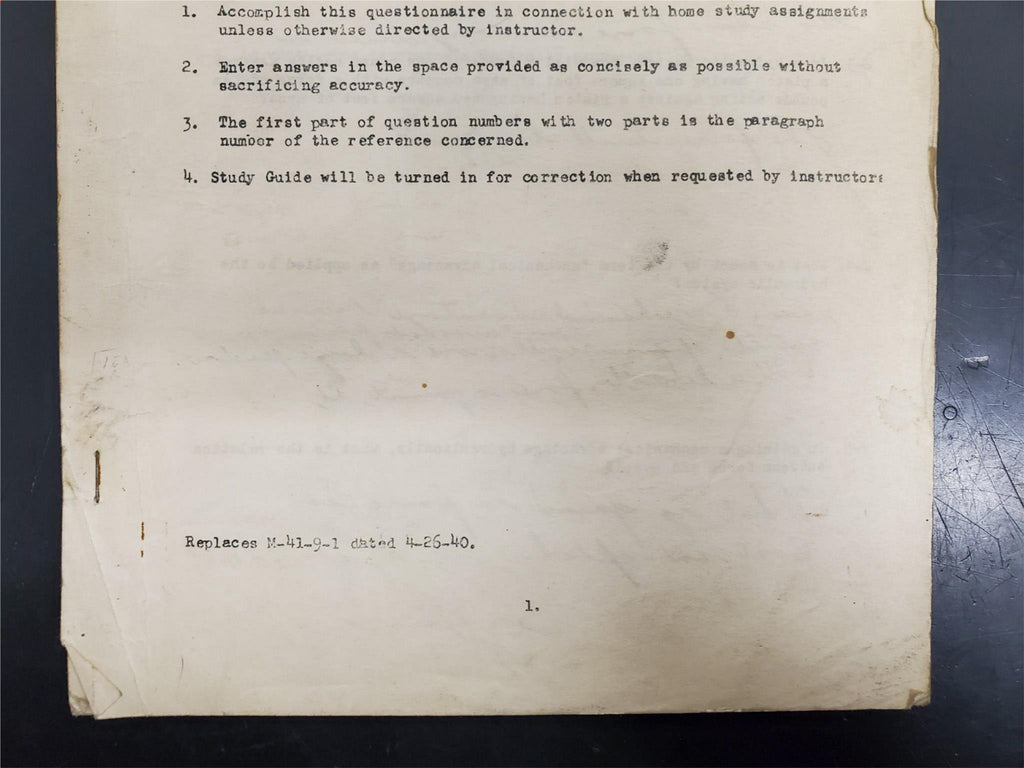 1. Accomplish this questionnaire in connection with home study assignments
unless otherwise directed by instructor.
2. Enter answers in the space provided as concisely as possible without
sacrificing accuracy.
3. The first part of question numbers with two parts is the paragraph
number of the reference concerned.
4. Study Guide will be turned in for correction when requested by instructors
Replaces M-41-9-1 dated 4-26-40.
1.